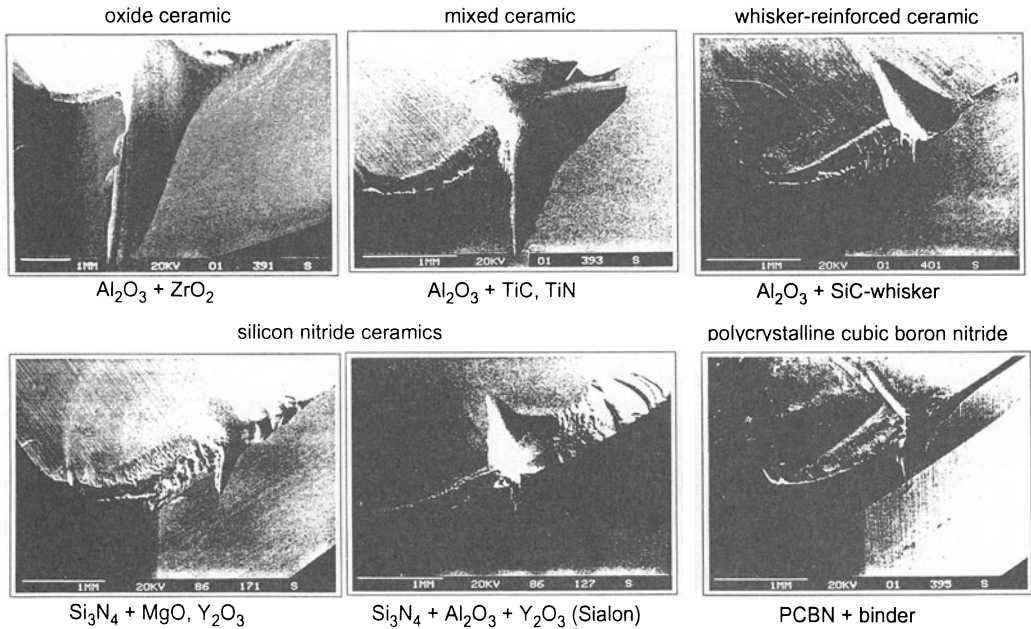 oxide ceramic
mixed ceramic
whisker-reinforced ceramic
1MM 20KV 01 391 S
1MM 20KV 01 393 S
1MM 20KV 01 401 S
Al₂O₃ + ZrO₂
Al₂O₃ + TiC, TiN
Al₂O₃ + SiC-whisker
silicon nitride ceramics
polycrystalline cubic boron nitride
1MM 20KV 86 171 S
1MM 20KV 86 127 S
1MM 20KV 01 395 S
Si₃N₄ + MgO, Y₂O₃
Si₃N₄ + Al₂O₃ + Y₂O₃ (Sialon)
PCBN + binder